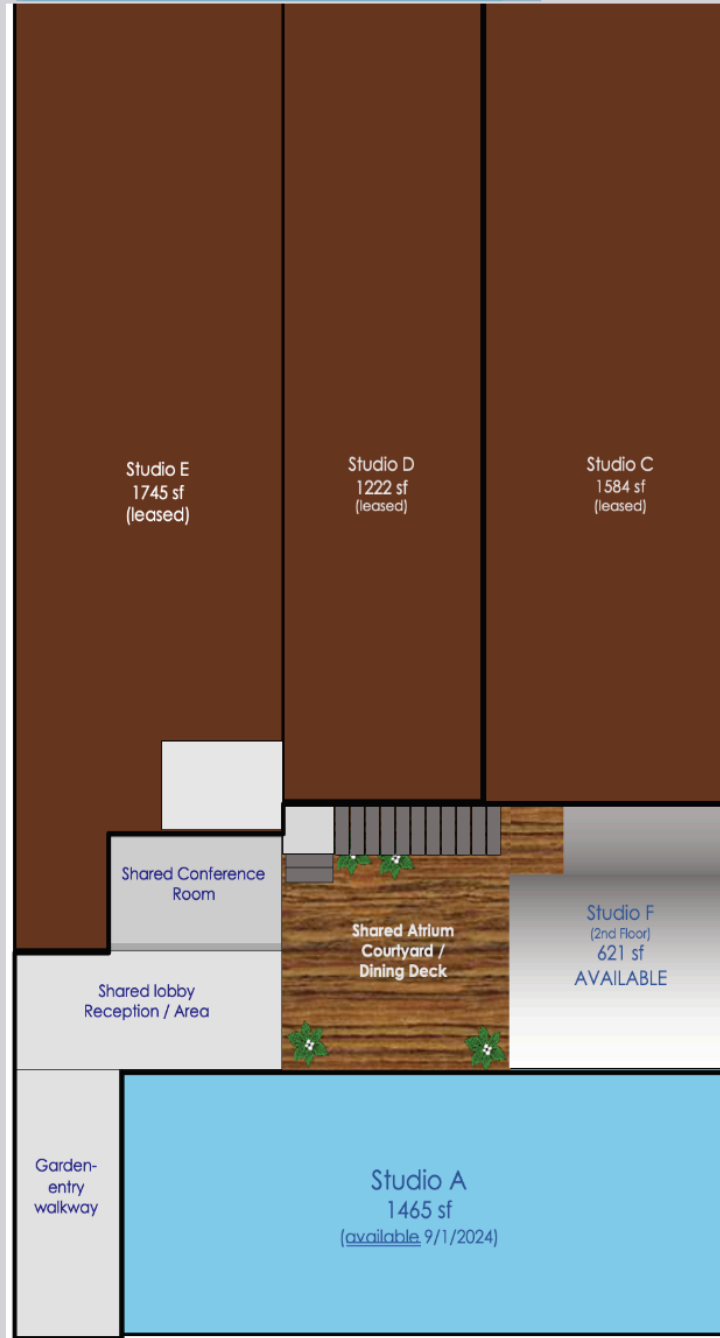 Studio E
1745 sf
(leased)
Studio D
1222 sf
(leased)
Studio C
1584 sf
(leased)
Shared Conference
Room
Shared Atrium
Courtyard /
Dining Deck
Studio F
(2nd Floor)
621 sf
AVAILABLE
Shared lobby
Reception / Area
Garden-
entry
walkway
Studio A
1465 sf
(available 9/1/2024)